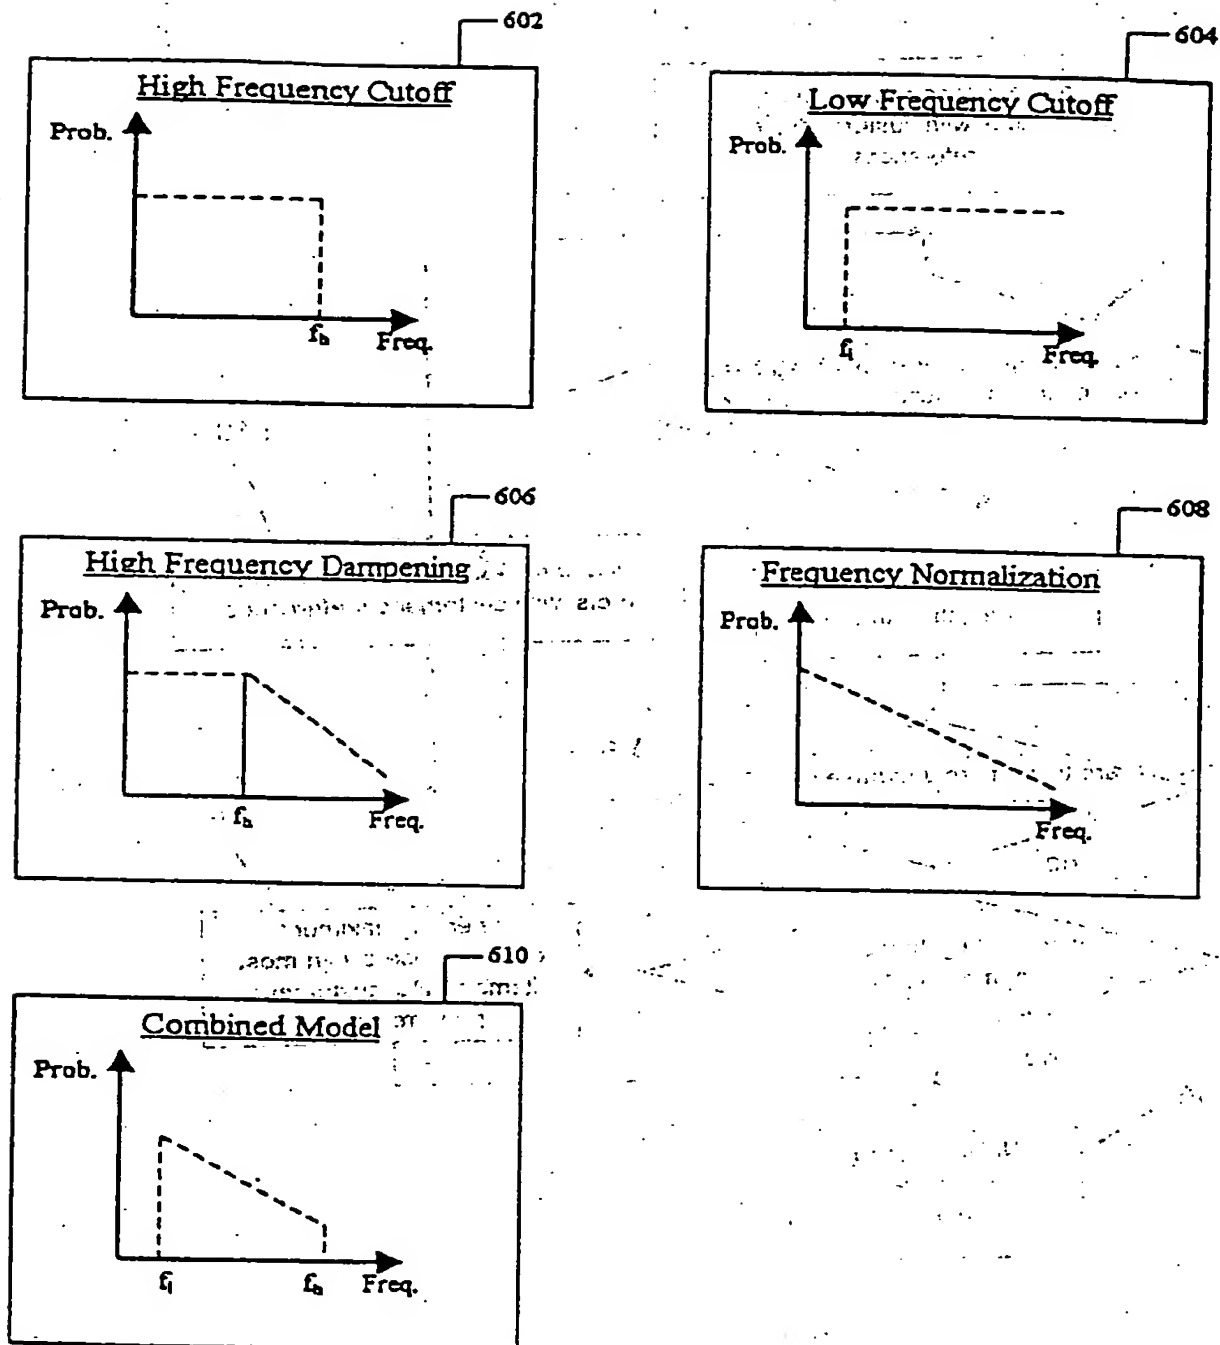 602
High Frequency Cutoff
Prob.
fh
Freq.
604
Low Frequency Cutoff
Prob.
fl
Freq.
606
High Frequency Dampening
Prob.
fh
Freq.
608
Frequency Normalization
Prob.
Freq.
610
Combined Model
Prob.
fl
fh
Freq.